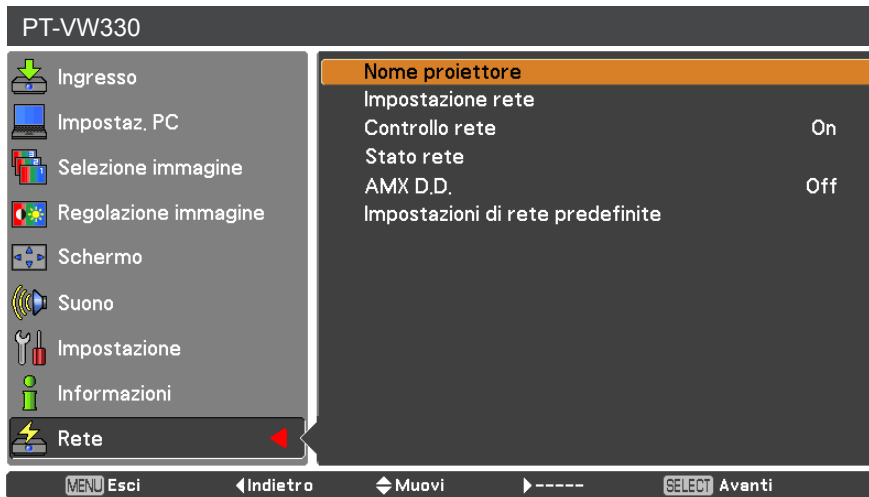 PT-VW330
Ingresso
Impostaz. PC
Selezione immagine
Regolazione immagine
Schermo
Suono
Impostazione
Informazioni
Rete
Nome proiettore
Impostazione rete
Controllo rete On
Stato rete
AMX D.D. Off
Impostazioni di rete predefinite
MENU Esci Indietro Muovi ----- SELECT Avanti